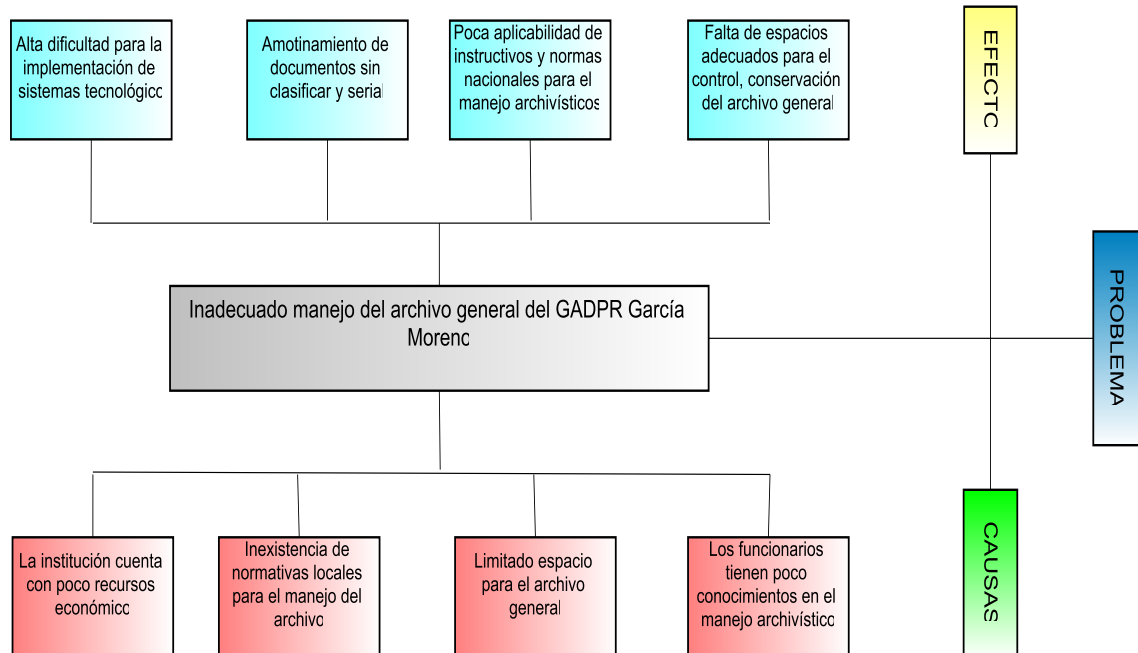 Alta dificultad para la
implementación de
sistemas tecnológic
Amotinamiento de
documentos sin
clasificar y serial
Poca aplicabilidad de
instructivos y normas
nacionales para el
manejo archivísticos
Falta de espacios
adecuados para el
control, conservación
del archivo general
EFECTO
Inadecuado manejo del archivo general del GADPR García
Moreno
PROBLEMA
La institución cuenta
con poco recursos
económico
Inexistencia de
normativas locales
para el manejo del
archivo
Limitado espacio
para el archivo
general
Los funcionarios
tienen poco
conocimientos en el
manejo archivístico
CAUSAS